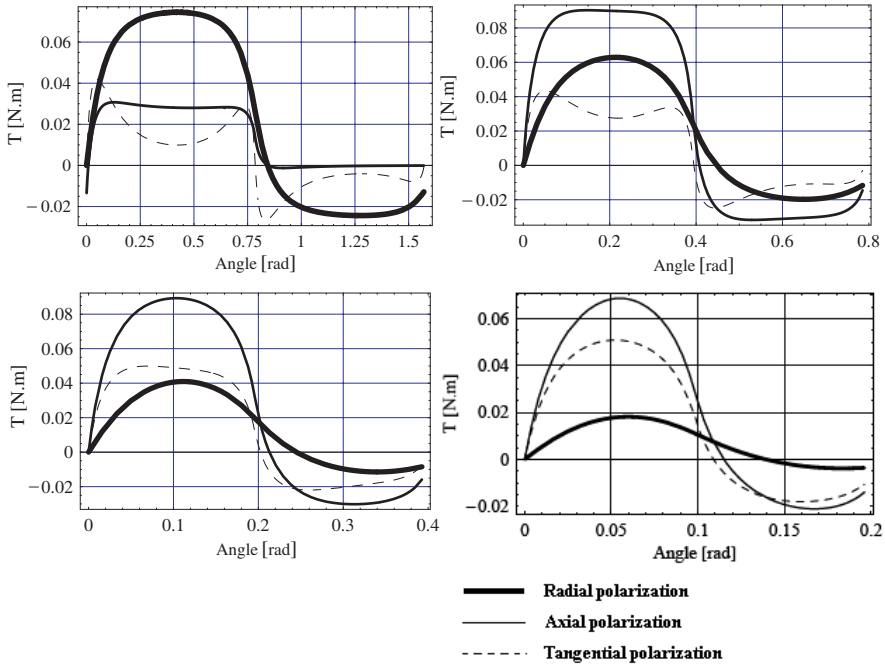 T [N.m]
0.06
0.04
0.02
0
−0.02
0 0.25 0.5 0.75 1 1.25 1.5
Angle [rad]
T [N.m]
0.08
0.06
0.04
0.02
0
−0.02
0 0.2 0.4 0.6 0.8
Angle [rad]
T [N.m]
0.08
0.06
0.04
0.02
0
−0.02
0 0.1 0.2 0.3 0.4
Angle [rad]
T [N.m]
0.06
0.04
0.02
0
−0.02
0 0.05 0.1 0.15 0.2
Angle [rad]
Radial polarization
Axial polarization
Tangential polarization